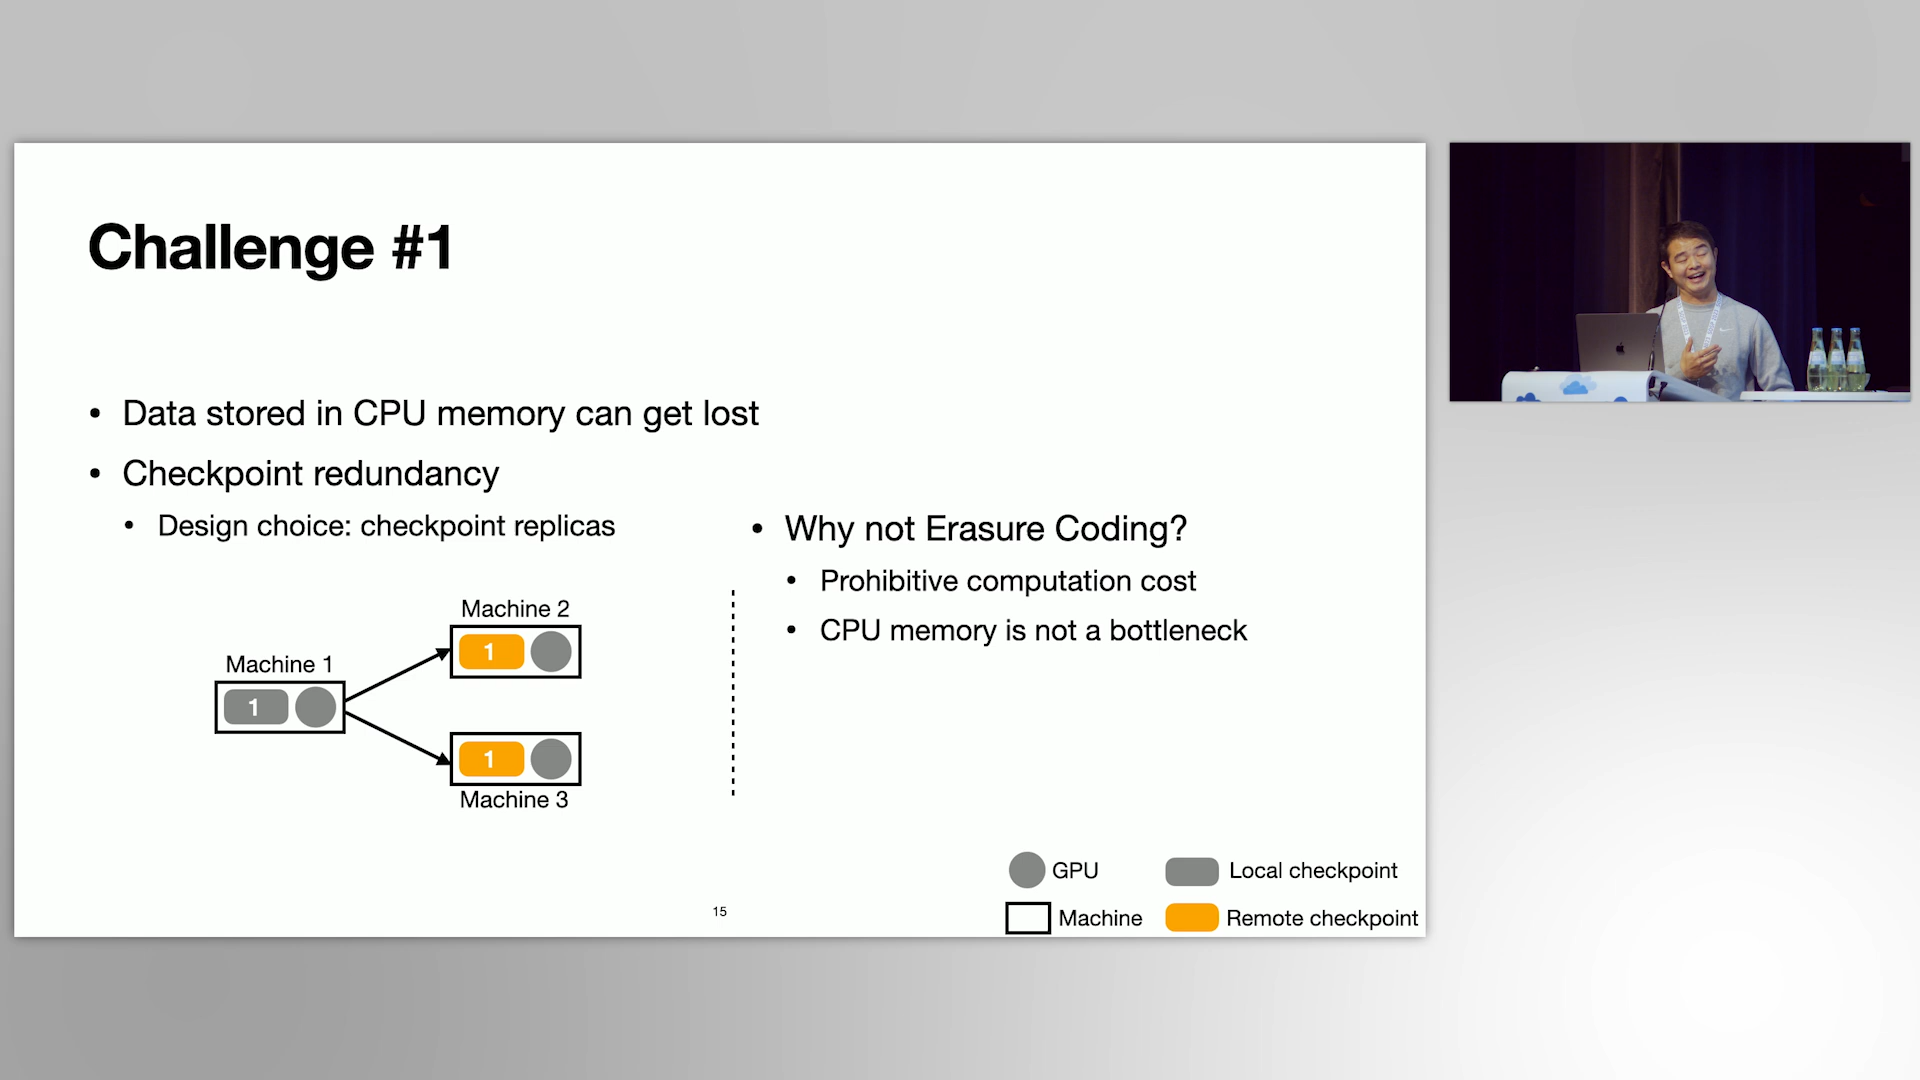 Challenge #1
• Data stored in CPU memory can get lost
• Checkpoint redundancy
• Design choice: checkpoint replicas
• Why not Erasure Coding?
• Prohibitive computation cost
• CPU memory is not a bottleneck
Machine 2
1
Machine 1
1
1
Machine 3
GPU
Local checkpoint
Machine
Remote checkpoint
15